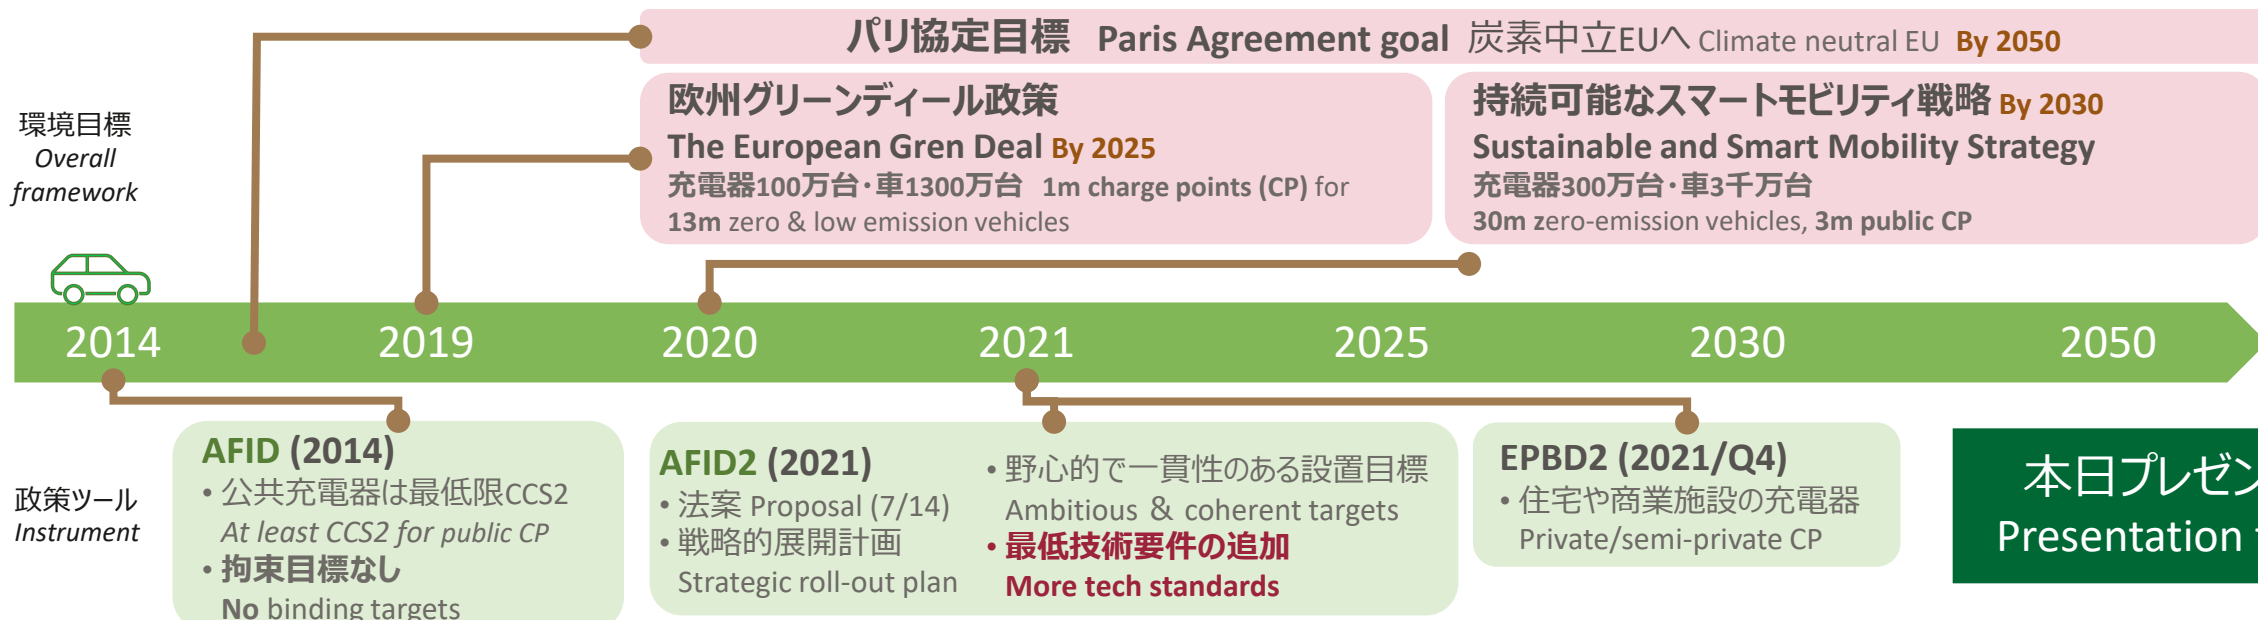 パリ協定目標 Paris Agreement goal 炭素中立EUへ Climate neutral EU By 2050
環境目標
Overall
framework
欧州グリーンディール政策
The European Gren Deal By 2025
充電器100万台・車1300万台 1m charge points (CP) for
13m zero & low emission vehicles
持続可能なスマートモビリティ戦略 By 2030
Sustainable and Smart Mobility Strategy
充電器300万台・車3千万台
30m zero-emission vehicles, 3m public CP
2014 2019 2020 2021 2025 2030 2050
政策ツール
Instrument
AFID (2014)
• 公共充電器は最低限CCS2
At least CCS2 for public CP
• 拘束目標なし
No binding targets
AFID2 (2021)
• 法案 Proposal (7/14)
• 戦略的展開計画
Strategic roll-out plan
• 野心的で一貫性のある設置目標
Ambitious & coherent targets
• 最低技術要件の追加
More tech standards
EPBD2 (2021/Q4)
• 住宅や商業施設の充電器
Private/semi-private CP
本日プレゼン
Presentation